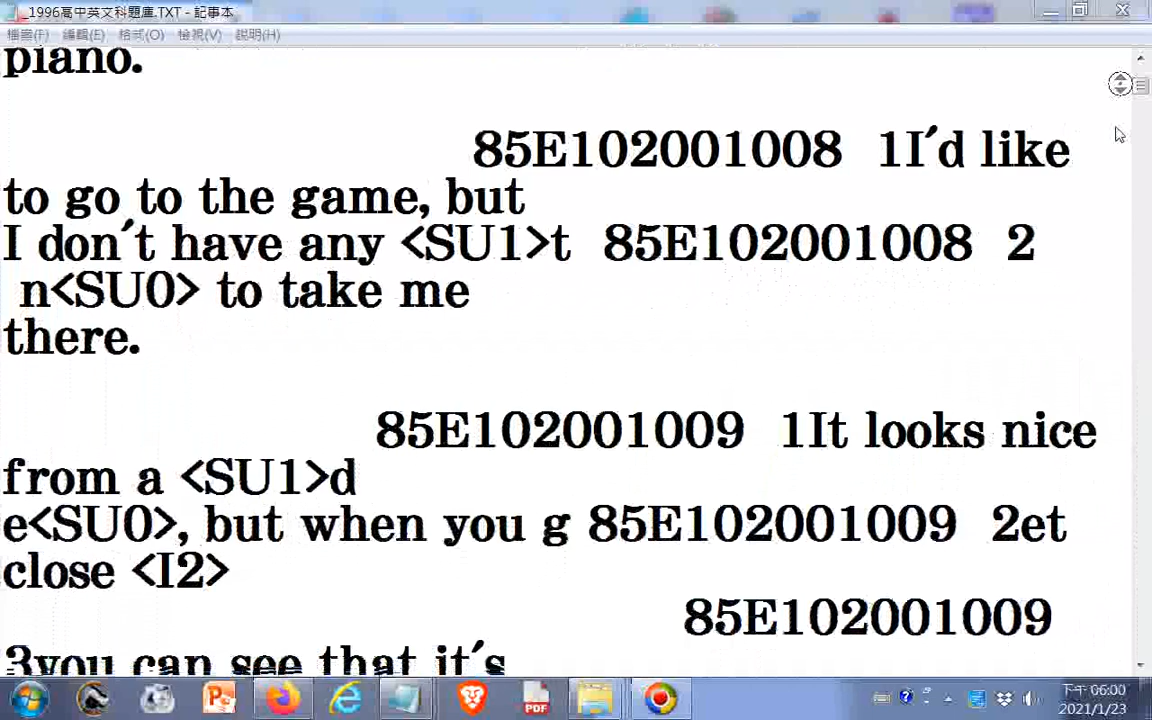 _1996高中英文科題庫.TXT - 記事本
檔案(F) 編輯(E) 格式(O) 檢視(V) 說明(H)
piano.
85E102001008 1I´d like
to go to the game, but
I don´t have any <SU1>t 85E102001008 2
n<SU0> to take me
there.
85E102001009 1It looks nice
from a <SU1>d
e<SU0>, but when you g 85E102001009 2et
close <I2>
85E102001009
3you can see that it´s
PDF
下午 06:00
2021/1/23